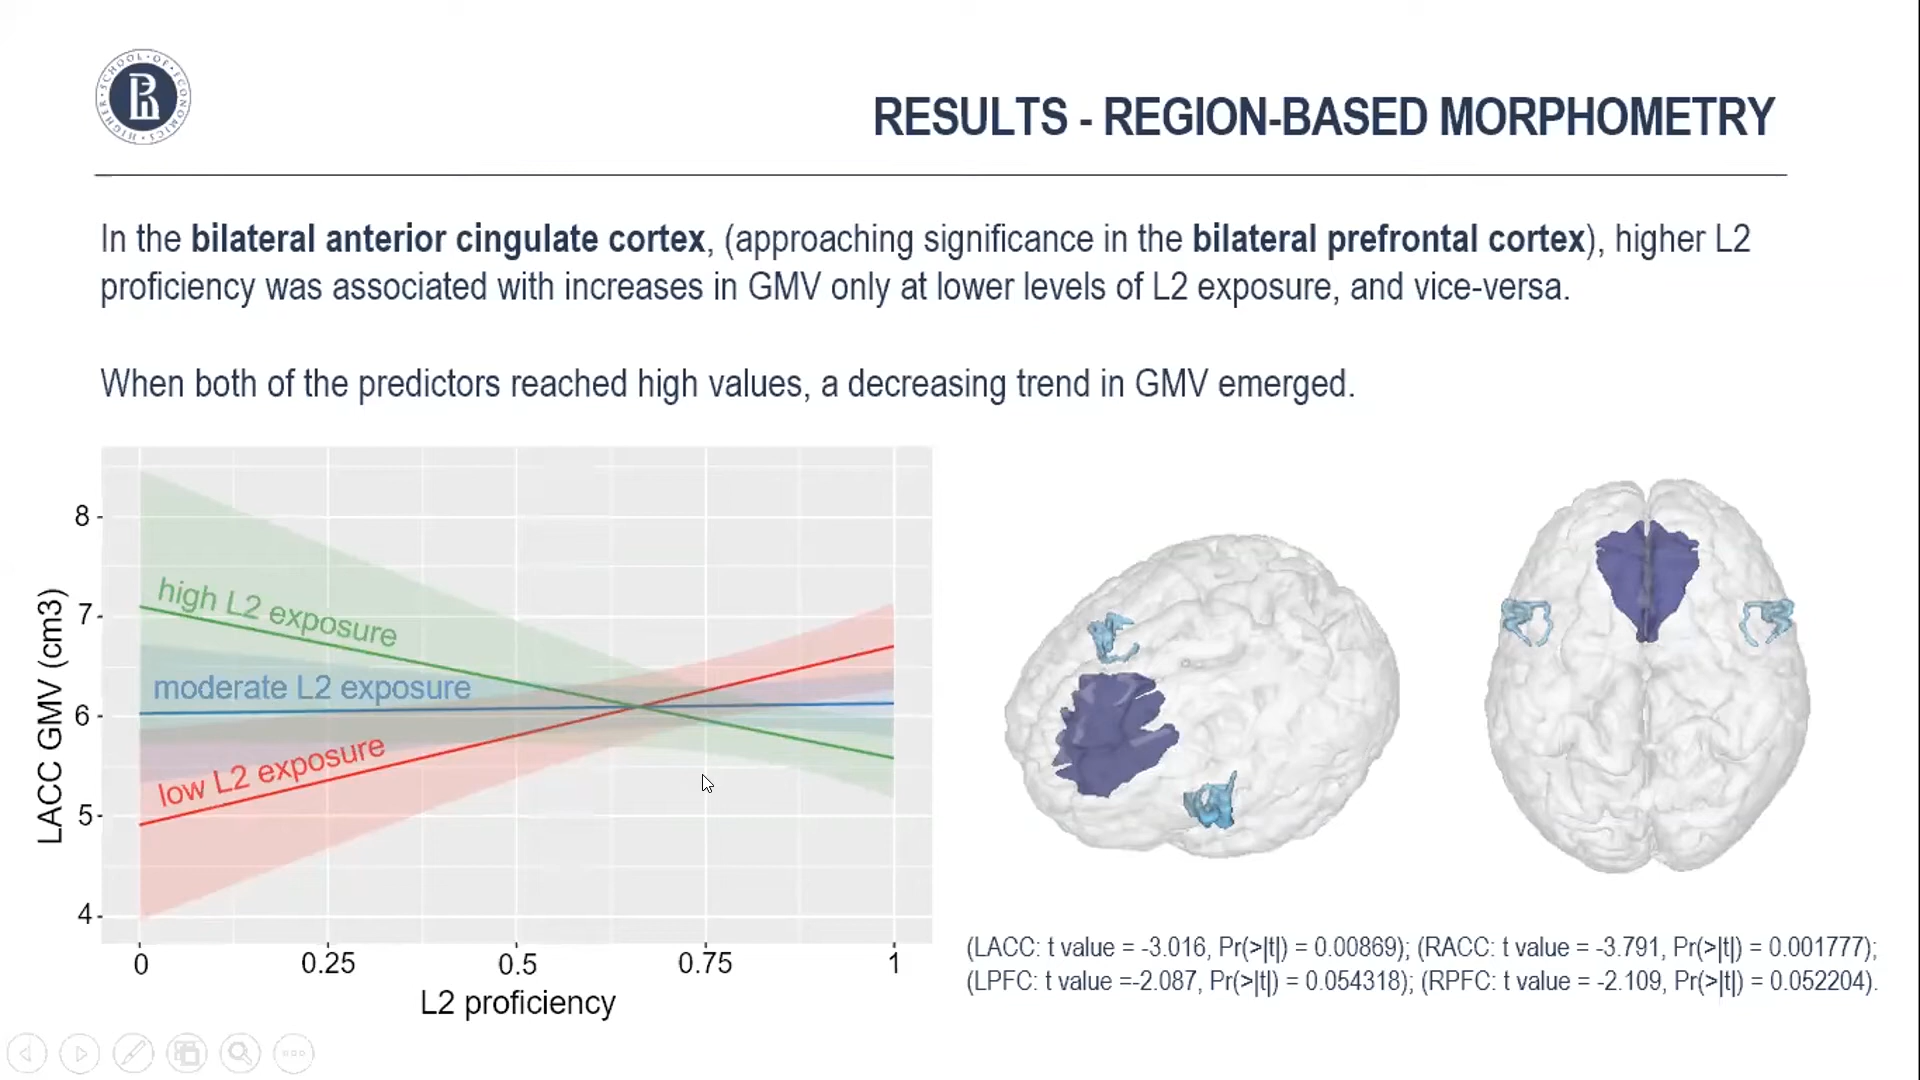 HIGHER · SCHOOL · OF · ECONOMICS ·
RESULTS - REGION-BASED MORPHOMETRY
In the bilateral anterior cingulate cortex, (approaching significance in the bilateral prefrontal cortex), higher L2
proficiency was associated with increases in GMV only at lower levels of L2 exposure, and vice-versa.
When both of the predictors reached high values, a decreasing trend in GMV emerged.
8
7
6
5
4
LACC GMV (cm3)
high L2 exposure
moderate L2 exposure
low L2 exposure
0 0.25 0.5 0.75 1
L2 proficiency
(LACC: t value = -3.016, Pr(>|t|) = 0.00869); (RACC: t value = -3.791, Pr(>|t|) = 0.001777);
(LPFC: t value =-2.087, Pr(>|t|) = 0.054318); (RPFC: t value = -2.109, Pr(>|t|) = 0.052204).